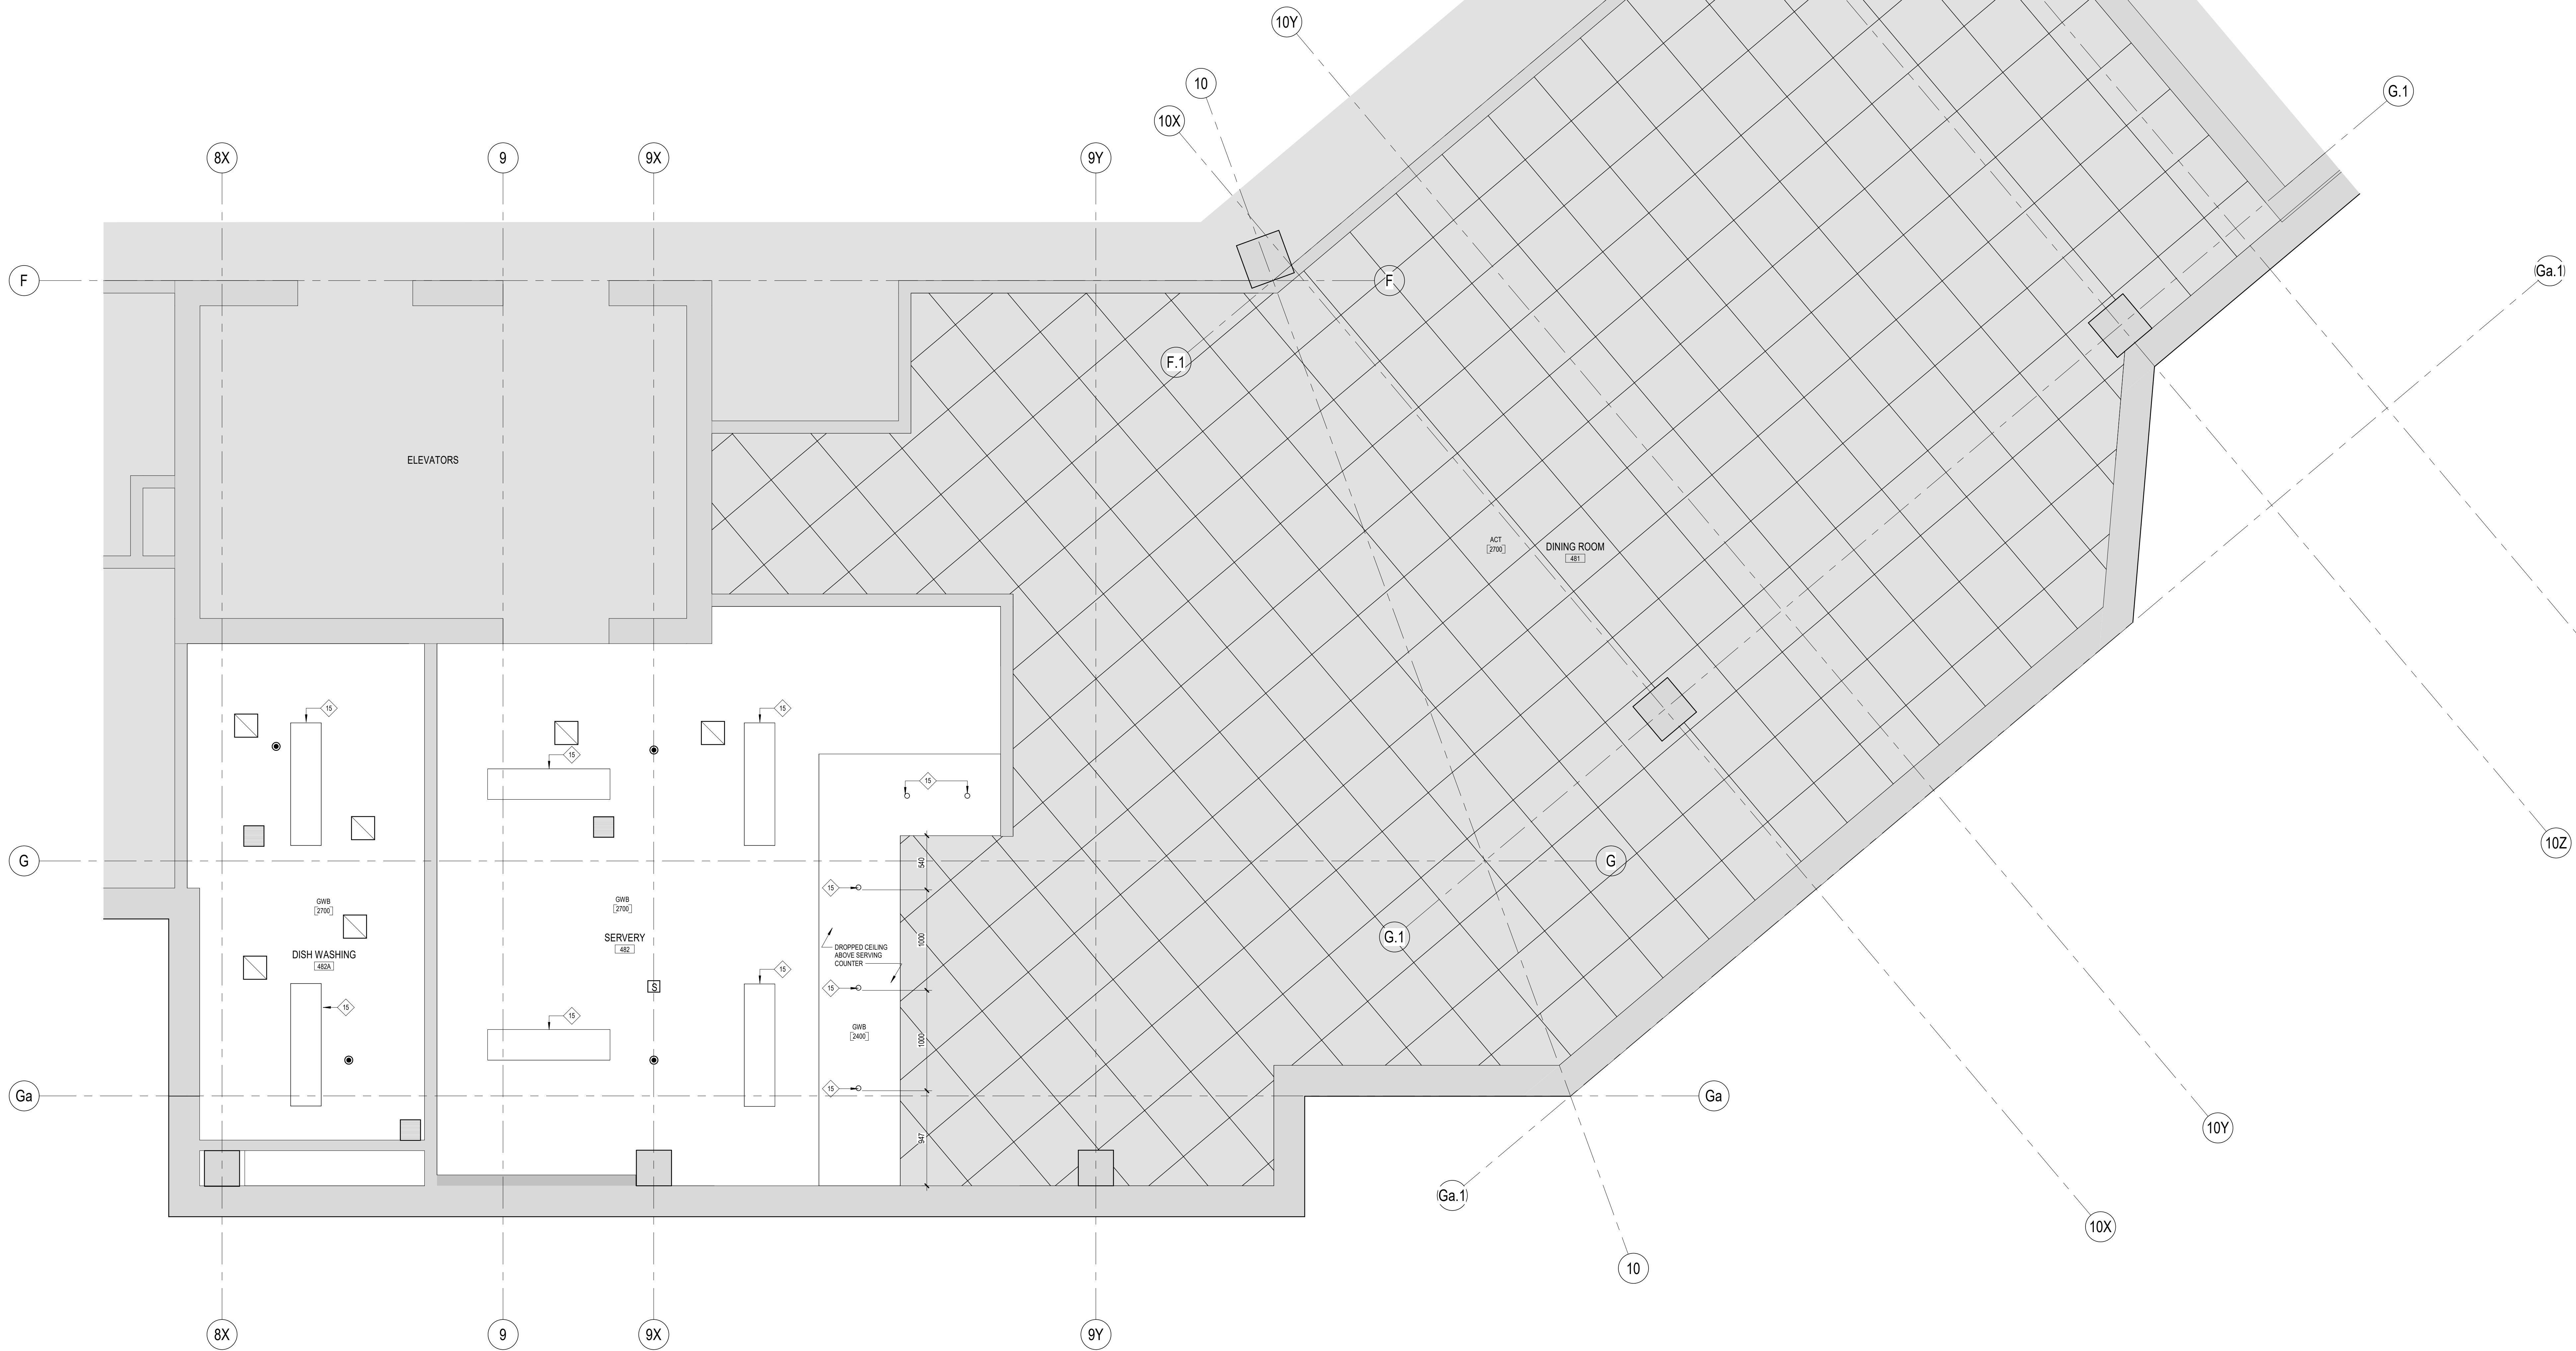 10Y
10
10X
G.1
8X
9
9X
9Y
(Ga.1)
F
F
F.1
ELEVATORS
ACT
2700
DINING ROOM
481
15
15
15
15
10Z
G
G
540
15
GWB
2700
GWB
2700
SERVERY
482
1000
G.1
DISH WASHING
482A
DROPPED CEILING
ABOVE SERVING
COUNTER
S
15
15
15
15
GWB
2400
1000
15
Ga
Ga
947
10Y
(Ga.1)
10X
10
8X
9
9X
9Y